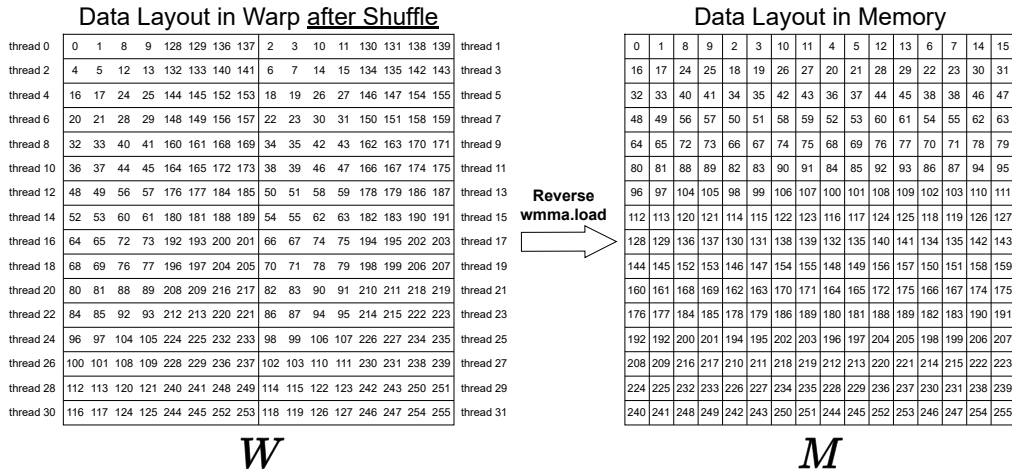 Data Layout in Warp after Shuffle
thread 0 0 1 8 9 128 129 136 137 2 3 10 11 130 131 138 139 thread 1
thread 2 4 5 12 13 132 133 140 141 6 7 14 15 134 135 142 143 thread 3
thread 4 16 17 24 25 144 145 152 153 18 19 26 27 146 147 154 155 thread 5
thread 6 20 21 28 29 148 149 156 157 22 23 30 31 150 151 158 159 thread 7
thread 8 32 33 40 41 160 161 168 169 34 35 42 43 162 163 170 171 thread 9
thread 10 36 37 44 45 164 165 172 173 38 39 46 47 166 167 174 175 thread 11
thread 12 48 49 56 57 176 177 184 185 50 51 58 59 178 179 186 187 thread 13
thread 14 52 53 60 61 180 181 188 189 54 55 62 63 182 183 190 191 thread 15
thread 16 64 65 72 73 192 193 200 201 66 67 74 75 194 195 202 203 thread 17
thread 18 68 69 76 77 196 197 204 205 70 71 78 79 198 199 206 207 thread 19
thread 20 80 81 88 89 208 209 216 217 82 83 90 91 210 211 218 219 thread 21
thread 22 84 85 92 93 212 213 220 221 86 87 94 95 214 215 222 223 thread 23
thread 24 96 97 104 105 224 225 232 233 98 99 106 107 226 227 234 235 thread 25
thread 26 100 101 108 109 228 229 236 237 102 103 110 111 230 231 238 239 thread 27
thread 28 112 113 120 121 240 241 248 249 114 115 122 123 242 243 250 251 thread 29
thread 30 116 117 124 125 244 245 252 253 118 119 126 127 246 247 254 255 thread 31
W
Reverse
wmma.load
Data Layout in Memory
0 1 8 9 2 3 10 11 4 5 12 13 6 7 14 15
16 17 24 25 18 19 26 27 20 21 28 29 22 23 30 31
32 33 40 41 34 35 42 43 36 37 44 45 38 38 46 47
48 49 56 57 50 51 58 59 52 53 60 61 54 55 62 63
64 65 72 73 66 67 74 75 68 69 76 77 70 71 78 79
80 81 88 89 82 83 90 91 84 85 92 93 86 87 94 95
96 97 104 105 98 99 106 107 100 101 108 109 102 103 110 111
112 113 120 121 114 115 122 123 116 117 124 125 118 119 126 127
128 129 136 137 130 131 138 139 132 135 140 141 134 135 142 143
144 145 152 153 146 147 154 155 148 149 156 157 150 151 158 159
160 161 168 169 162 163 170 171 164 165 172 175 166 167 174 175
176 177 184 185 178 179 186 189 180 181 188 189 182 183 190 191
192 192 200 201 194 195 202 203 196 197 204 205 198 199 206 207
208 209 216 217 210 211 218 219 212 213 220 221 214 215 222 223
224 225 232 233 226 227 234 235 228 229 236 237 230 231 238 239
240 241 248 249 242 243 250 251 244 245 252 253 246 247 254 255
M